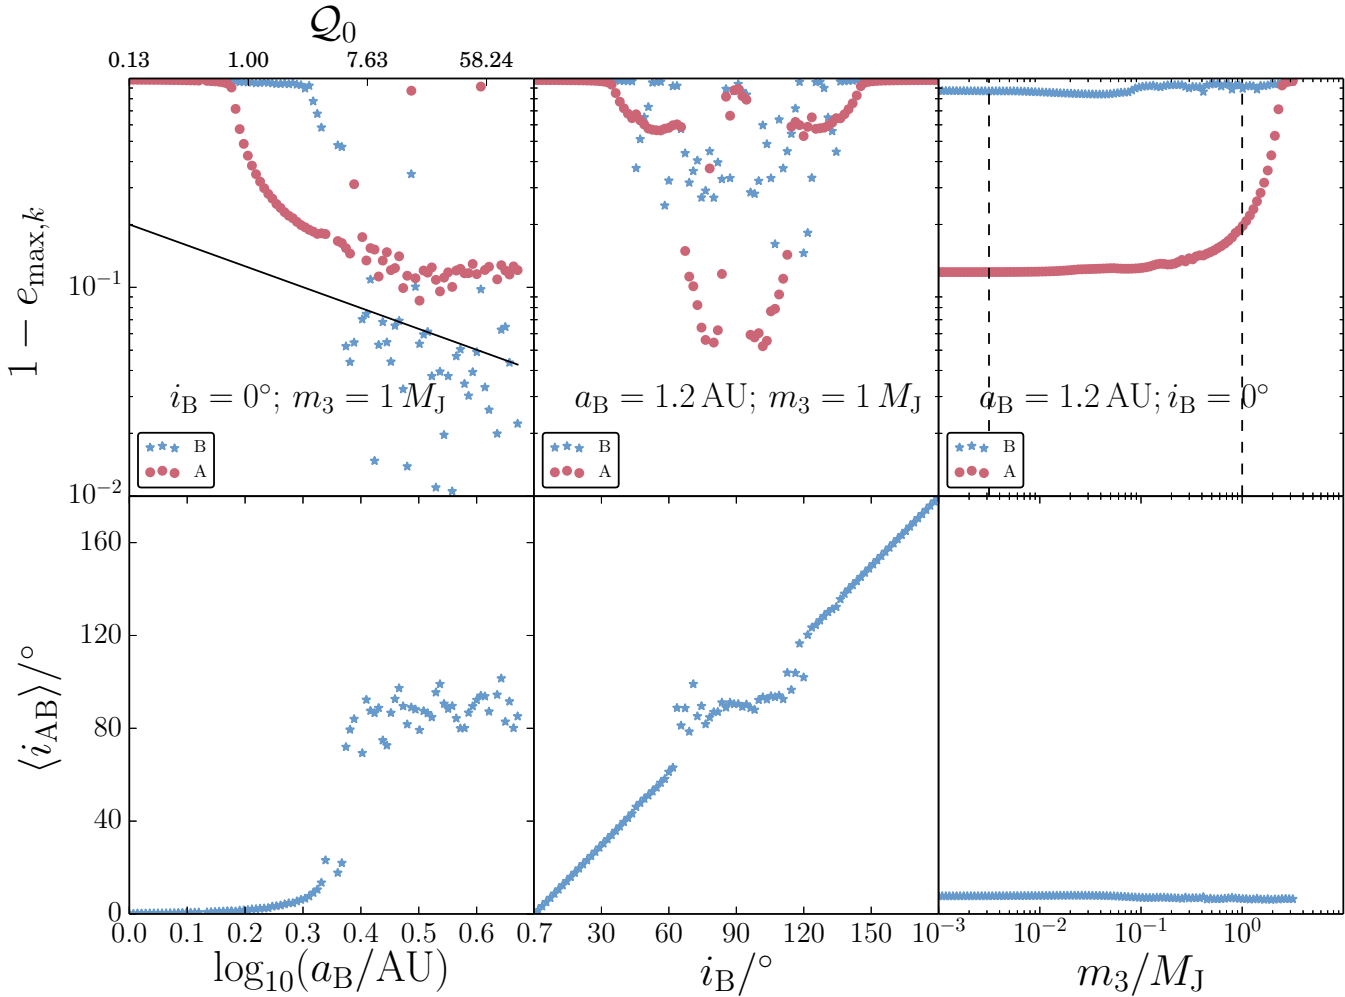 𝒬₀
0.13 1.00 7.63 58.24
1 − e_max,k
10⁻¹
10⁻²
i_B = 0°; m₃ = 1 M_J
B
A
a_B = 1.2 AU; m₃ = 1 M_J
B
A
a_B = 1.2 AU; i_B = 0°
B
A
⟨i_AB⟩/°
160
120
80
40
0
0.0 0.1 0.2 0.3 0.4 0.5 0.6 0.7
30 60 90 120 150
10⁻³ 10⁻² 10⁻¹ 10⁰
log₁₀(a_B/AU)
i_B/°
m₃/M_J